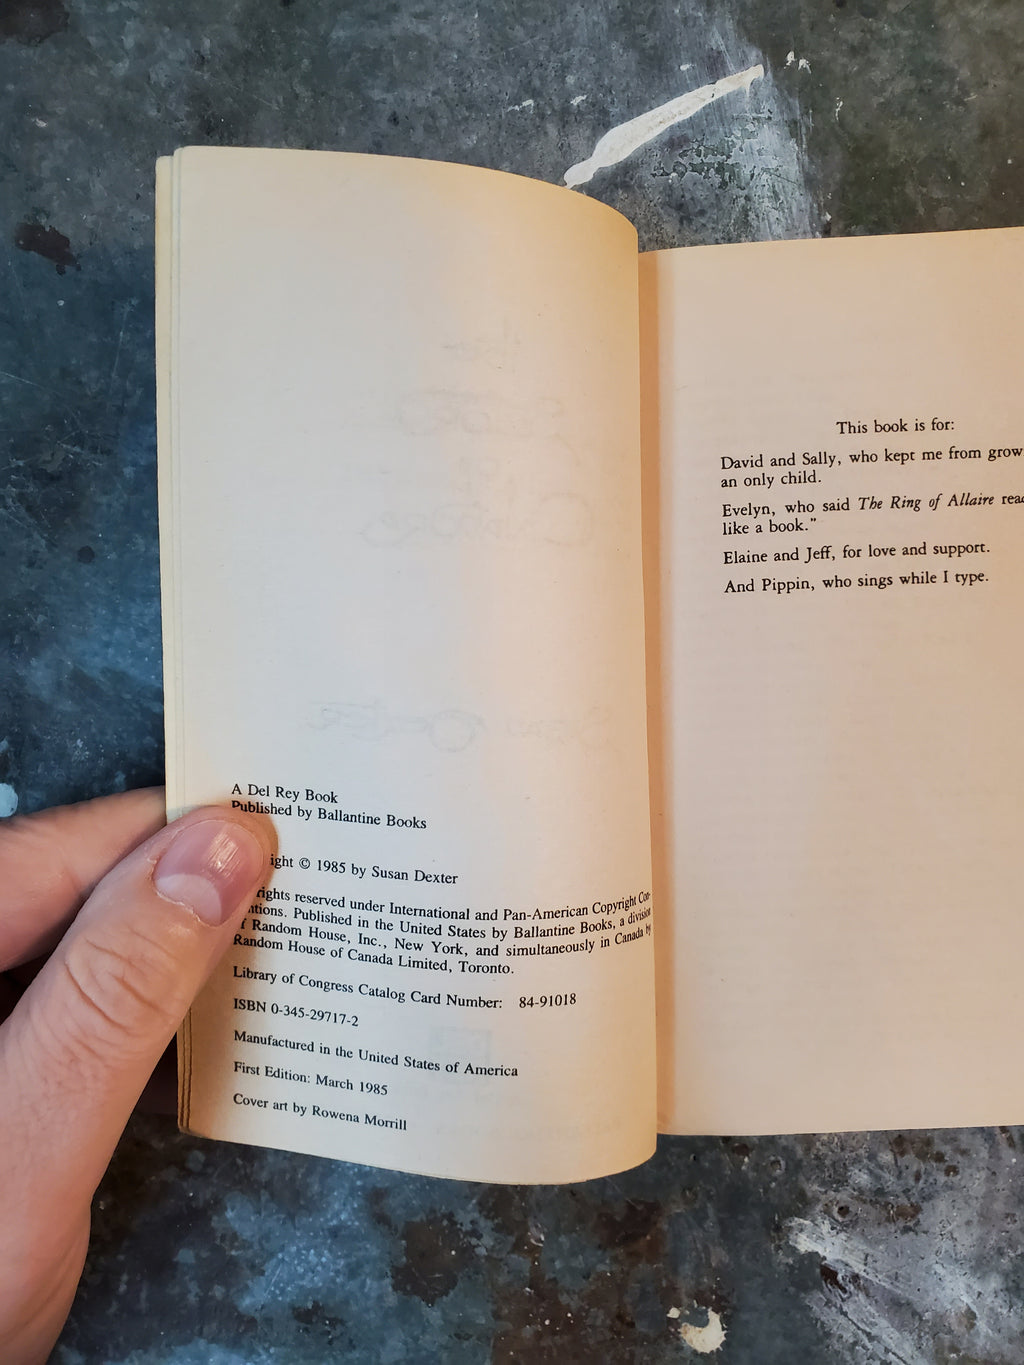 A Del Rey Book
Published by Ballantine Books
ight © 1985 by Susan Dexter
rights reserved under International and Pan-American Copyright Con-
ntions. Published in the United States by Ballantine Books, a division
f Random House, Inc., New York, and simultaneously in Canada by
Random House of Canada Limited, Toronto.
Library of Congress Catalog Card Number: 84-91018
ISBN 0-345-29717-2
Manufactured in the United States of America
First Edition: March 1985
Cover art by Rowena Morrill
This book is for:
David and Sally, who kept me from grow
an only child.
Evelyn, who said The Ring of Allaire read
like a book."
Elaine and Jeff, for love and support.
And Pippin, who sings while I type.